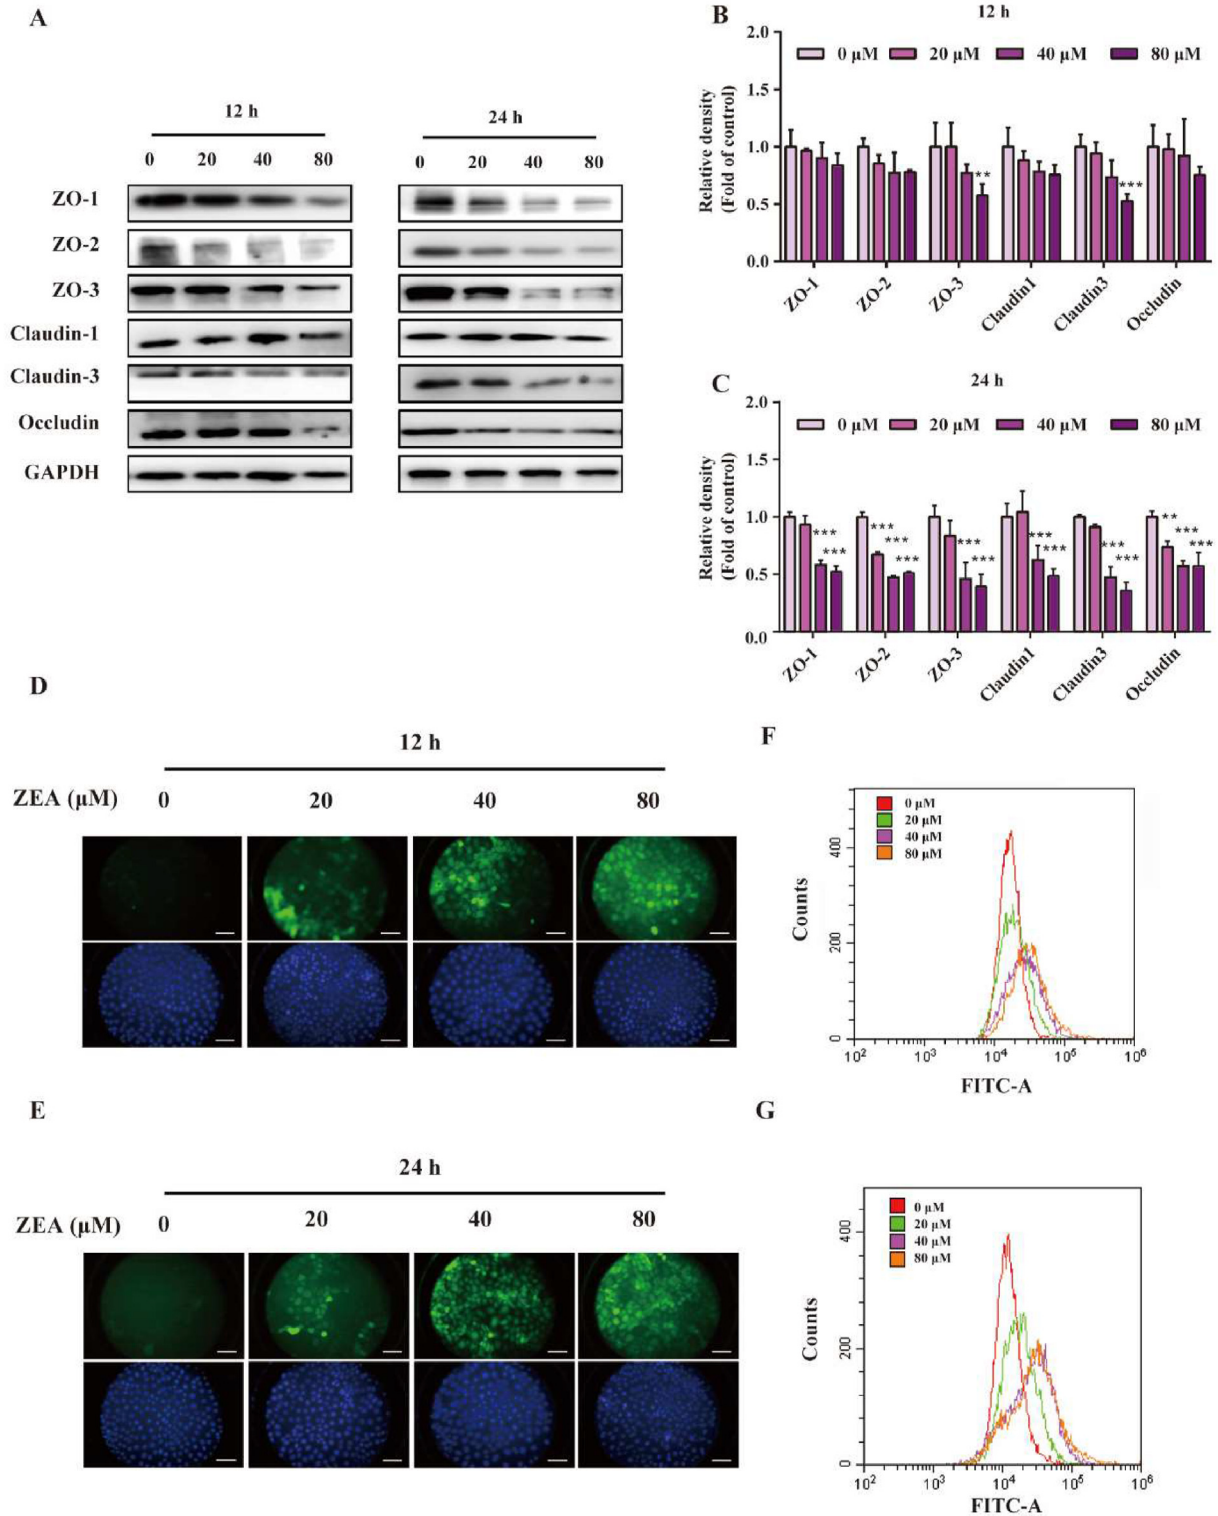 A
12 h
0 20 40 80
24 h
0 20 40 80
ZO-1
ZO-2
ZO-3
Claudin-1
Claudin-3
Occludin
GAPDH
B
12 h
2.0
1.5
1.0
0.5
0.0
Relative density
(Fold of control)
0 μM 20 μM 40 μM 80 μM
** ***
ZO-1 ZO-2 ZO-3 Claudin1 Claudin3 Occludin
C
24 h
2.0
1.5
1.0
0.5
0.0
Relative density
(Fold of control)
0 μM 20 μM 40 μM 80 μM
*** *** *** *** *** *** *** *** *** *** *** ** *** ***
ZO-1 ZO-2 ZO-3 Claudin1 Claudin3 Occludin
D
12 h
ZEA (μM) 0 20 40 80
E
24 h
ZEA (μM) 0 20 40 80
F
0 μM
20 μM
40 μM
80 μM
Counts
400
200
0
10² 10³ 10⁴ 10⁵ 10⁶
FITC-A
G
0 μM
20 μM
40 μM
80 μM
Counts
400
200
0
10² 10³ 10⁴ 10⁵ 10⁶
FITC-A